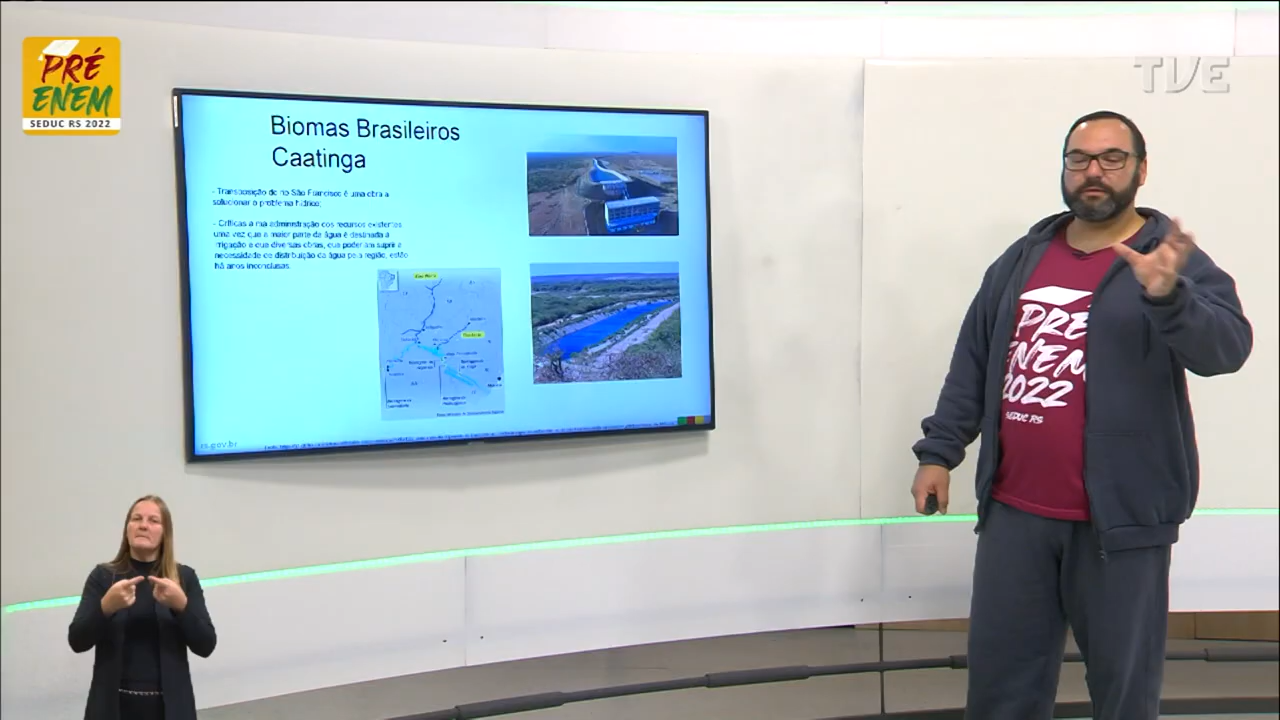 PRÉ
ENEM
SEDUC RS 2022
TVE
Biomas Brasileiros
Caatinga
- Transposição do rio São Francisco é uma obra a
solucionar o problema hídrico;
- Críticas a má administração dos recursos existentes
uma vez que a maior parte da água é destinada à
irrigação e que diversas obras, que poderiam suprir a
necessidade de distribuição da água pela região, estão
há anos inconclusas.
rs.gov.br
PRÉ
ENEM
2022
SEDUC RS